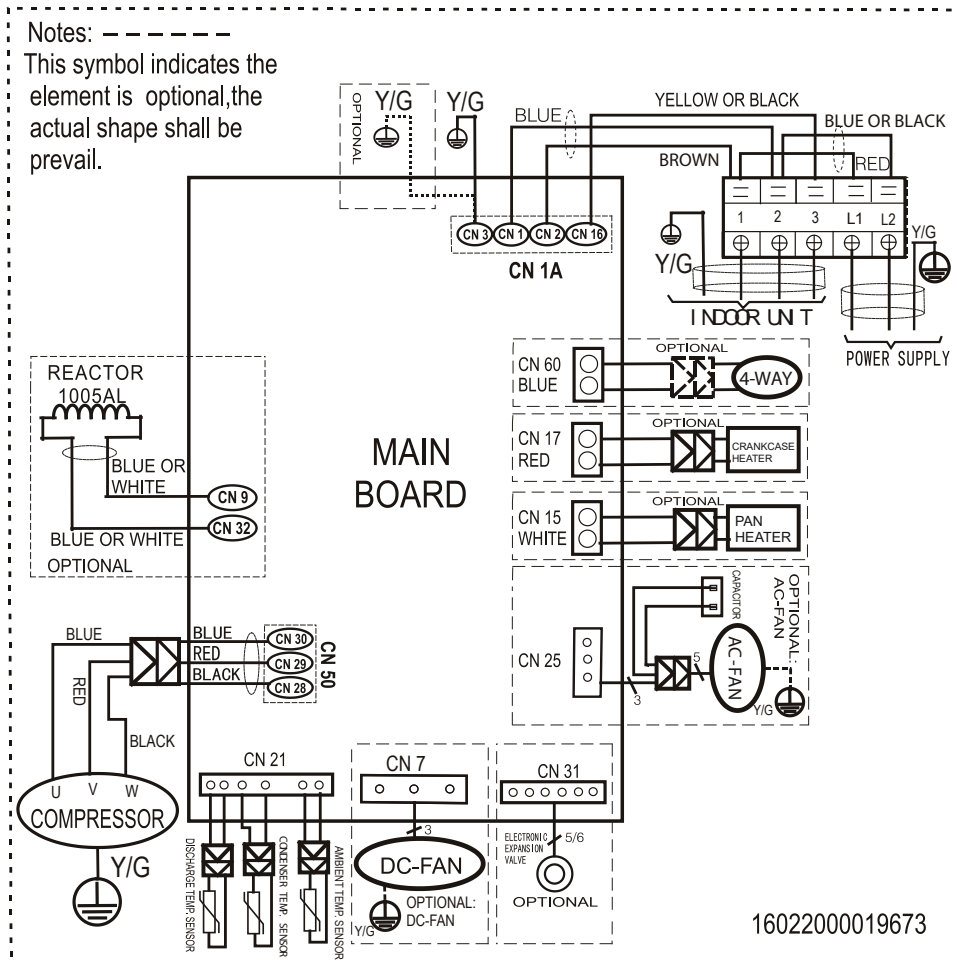 Notes:
This symbol indicates the
element is optional,the
actual shape shall be
prevail.
OPTIONAL
Y/G
Y/G
BLUE
YELLOW OR BLACK
BLUE OR BLACK
BROWN
RED
CN 3
CN 1
CN 2
CN 16
CN 1A
1
2
3
L1
L2
Y/G
Y/G
INDOOR UNIT
POWER SUPPLY
CN 60
BLUE
OPTIONAL
4-WAY
CN 17
RED
OPTIONAL
CRANKCASE
HEATER
CN 15
WHITE
OPTIONAL
PAN
HEATER
REACTOR
1005AL
BLUE OR
WHITE
CN 9
CN 32
BLUE OR WHITE
OPTIONAL
MAIN
BOARD
CN 25
3
5
CAPACITOR
AC-FAN
OPTIONAL:
AC-FAN
Y/G
BLUE
RED
BLACK
BLUE
RED
BLACK
CN 30
CN 29
CN 28
CN 50
U
V
W
COMPRESSOR
Y/G
CN 21
DISCHARGE TEMP. SENSOR
CONDENSER TEMP. SENSOR
AMBIENT TEMP. SENSOR
CN 7
3
DC-FAN
OPTIONAL:
DC-FAN
Y/G
CN 31
ELECTRONIC
EXPANSION
VALVE
5/6
OPTIONAL
16022000019673